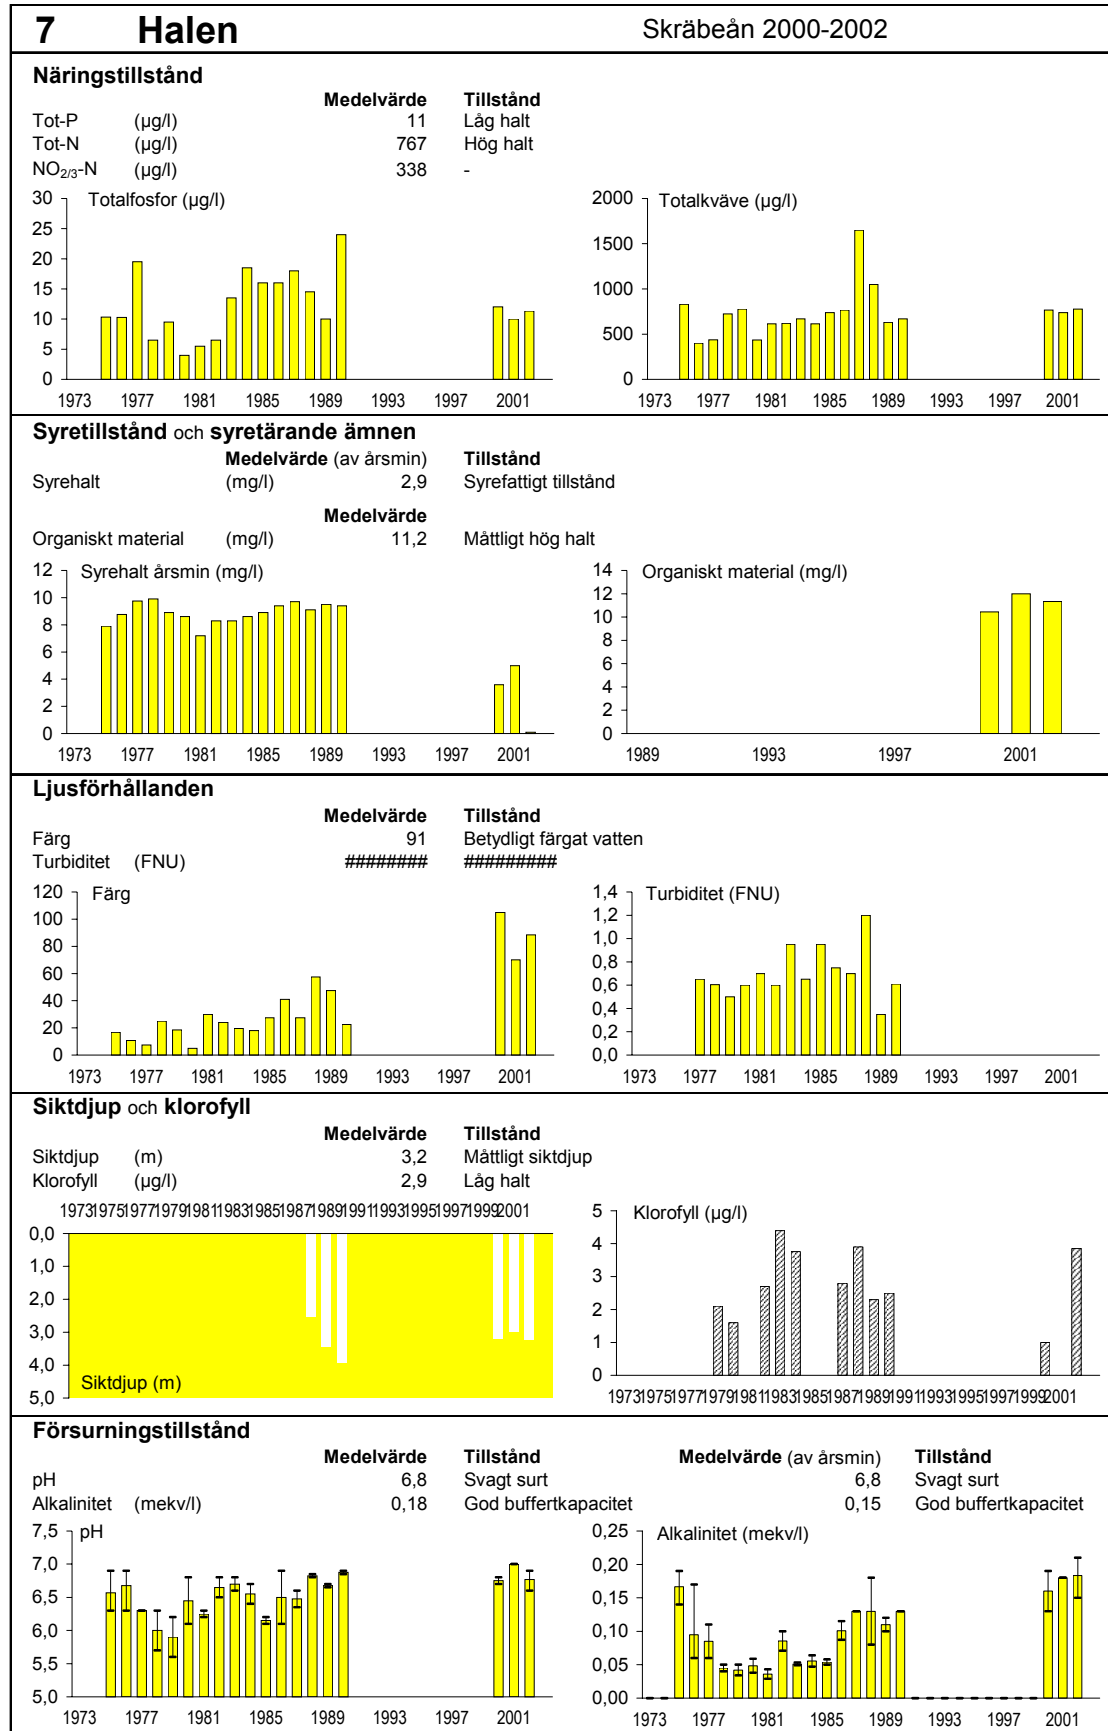 7 Halen Skräbeån 2000-2002
Näringstillstånd
Medelvärde Tillstånd
Tot-P (µg/l) 11 Låg halt
Tot-N (µg/l) 767 Hög halt
NO2/3-N (µg/l) 338 -
Totalfosfor (µg/l)
30
25
20
15
10
5
0
1973 1977 1981 1985 1989 1993 1997 2001
Totalkväve (µg/l)
2000
1500
1000
500
0
1973 1977 1981 1985 1989 1993 1997 2001
Syretillstånd och syretärande ämnen
Medelvärde (av årsmin) Tillstånd
Syrehalt (mg/l) 2,9 Syrefattigt tillstånd
Medelvärde
Organiskt material (mg/l) 11,2 Måttligt hög halt
Syrehalt årsmin (mg/l)
12
10
8
6
4
2
0
1973 1977 1981 1985 1989 1993 1997 2001
Organiskt material (mg/l)
14
12
10
8
6
4
2
0
1989 1993 1997 2001
Ljusförhållanden
Medelvärde Tillstånd
Färg 91 Betydligt färgat vatten
Turbiditet (FNU) ######## #########
Färg
120
100
80
60
40
20
0
1973 1977 1981 1985 1989 1993 1997 2001
Turbiditet (FNU)
1,4
1,2
1,0
0,8
0,6
0,4
0,2
0,0
1973 1977 1981 1985 1989 1993 1997 2001
Siktdjup och klorofyll
Medelvärde Tillstånd
Siktdjup (m) 3,2 Måttligt siktdjup
Klorofyll (µg/l) 2,9 Låg halt
1973 1975 1977 1979 1981 1983 1985 1987 1989 1991 1993 1995 1997 1999 2001
0,0
1,0
2,0
3,0
4,0
5,0
Siktdjup (m)
Klorofyll (µg/l)
5
4
3
2
1
0
1973 1975 1977 1979 1981 1983 1985 1987 1989 1991 1993 1995 1997 1999 2001
Försurningstillstånd
Medelvärde Tillstånd Medelvärde (av årsmin) Tillstånd
pH 6,8 Svagt surt 6,8 Svagt surt
Alkalinitet (mekv/l) 0,18 God buffertkapacitet 0,15 God buffertkapacitet
pH
7,5
7,0
6,5
6,0
5,5
5,0
1973 1977 1981 1985 1989 1993 1997 2001
Alkalinitet (mekv/l)
0,25
0,20
0,15
0,10
0,05
0,00
1973 1977 1981 1985 1989 1993 1997 2001